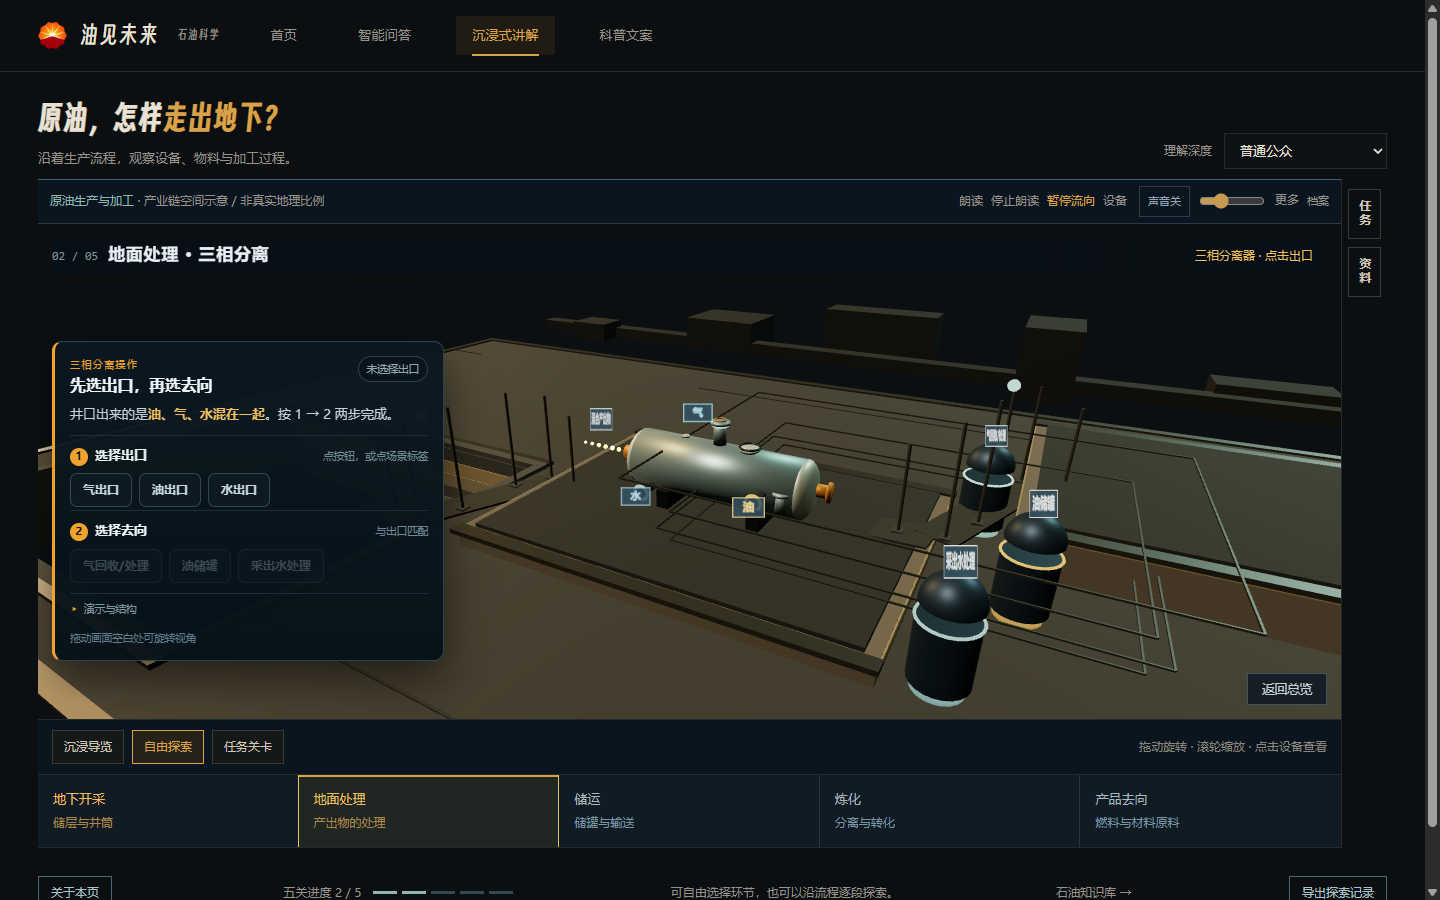 油见未来 石油科学 首页 智能问答 沉浸式讲解 科普文案
原油，怎样走出地下？
沿着生产流程，观察设备、物料与加工过程。
理解深度 普通公众
原油生产与加工 · 产业链空间示意 / 非真实地理比例
朗读 停止朗读 暂停流向 设备 声音关 更多 档案
任务
资料
02 / 05 地面处理 · 三相分离
三相分离器 · 点击出口
三相分离操作
未选择出口
先选出口，再选去向
井口出来的是油、气、水混在一起。按 1 → 2 两步完成。
1 选择出口 点按钮，或点场景标签
气出口 油出口 水出口
2 选择去向 与出口匹配
气回收/处理 油储罐 采出水处理
▸ 演示与结构
拖动画面空白处可旋转视角
气
水
油
油储罐
采出水处理
返回总览
沉浸导览 自由探索 任务关卡
拖动旋转 · 滚轮缩放 · 点击设备查看
地下开采
储层与井筒
地面处理
产出物的处理
储运
储罐与输送
炼化
分离与转化
产品去向
燃料与材料原料
关于本页
五关进度 2 / 5
可自由选择环节，也可以沿流程逐段探索。
石油知识库 →
导出探索记录